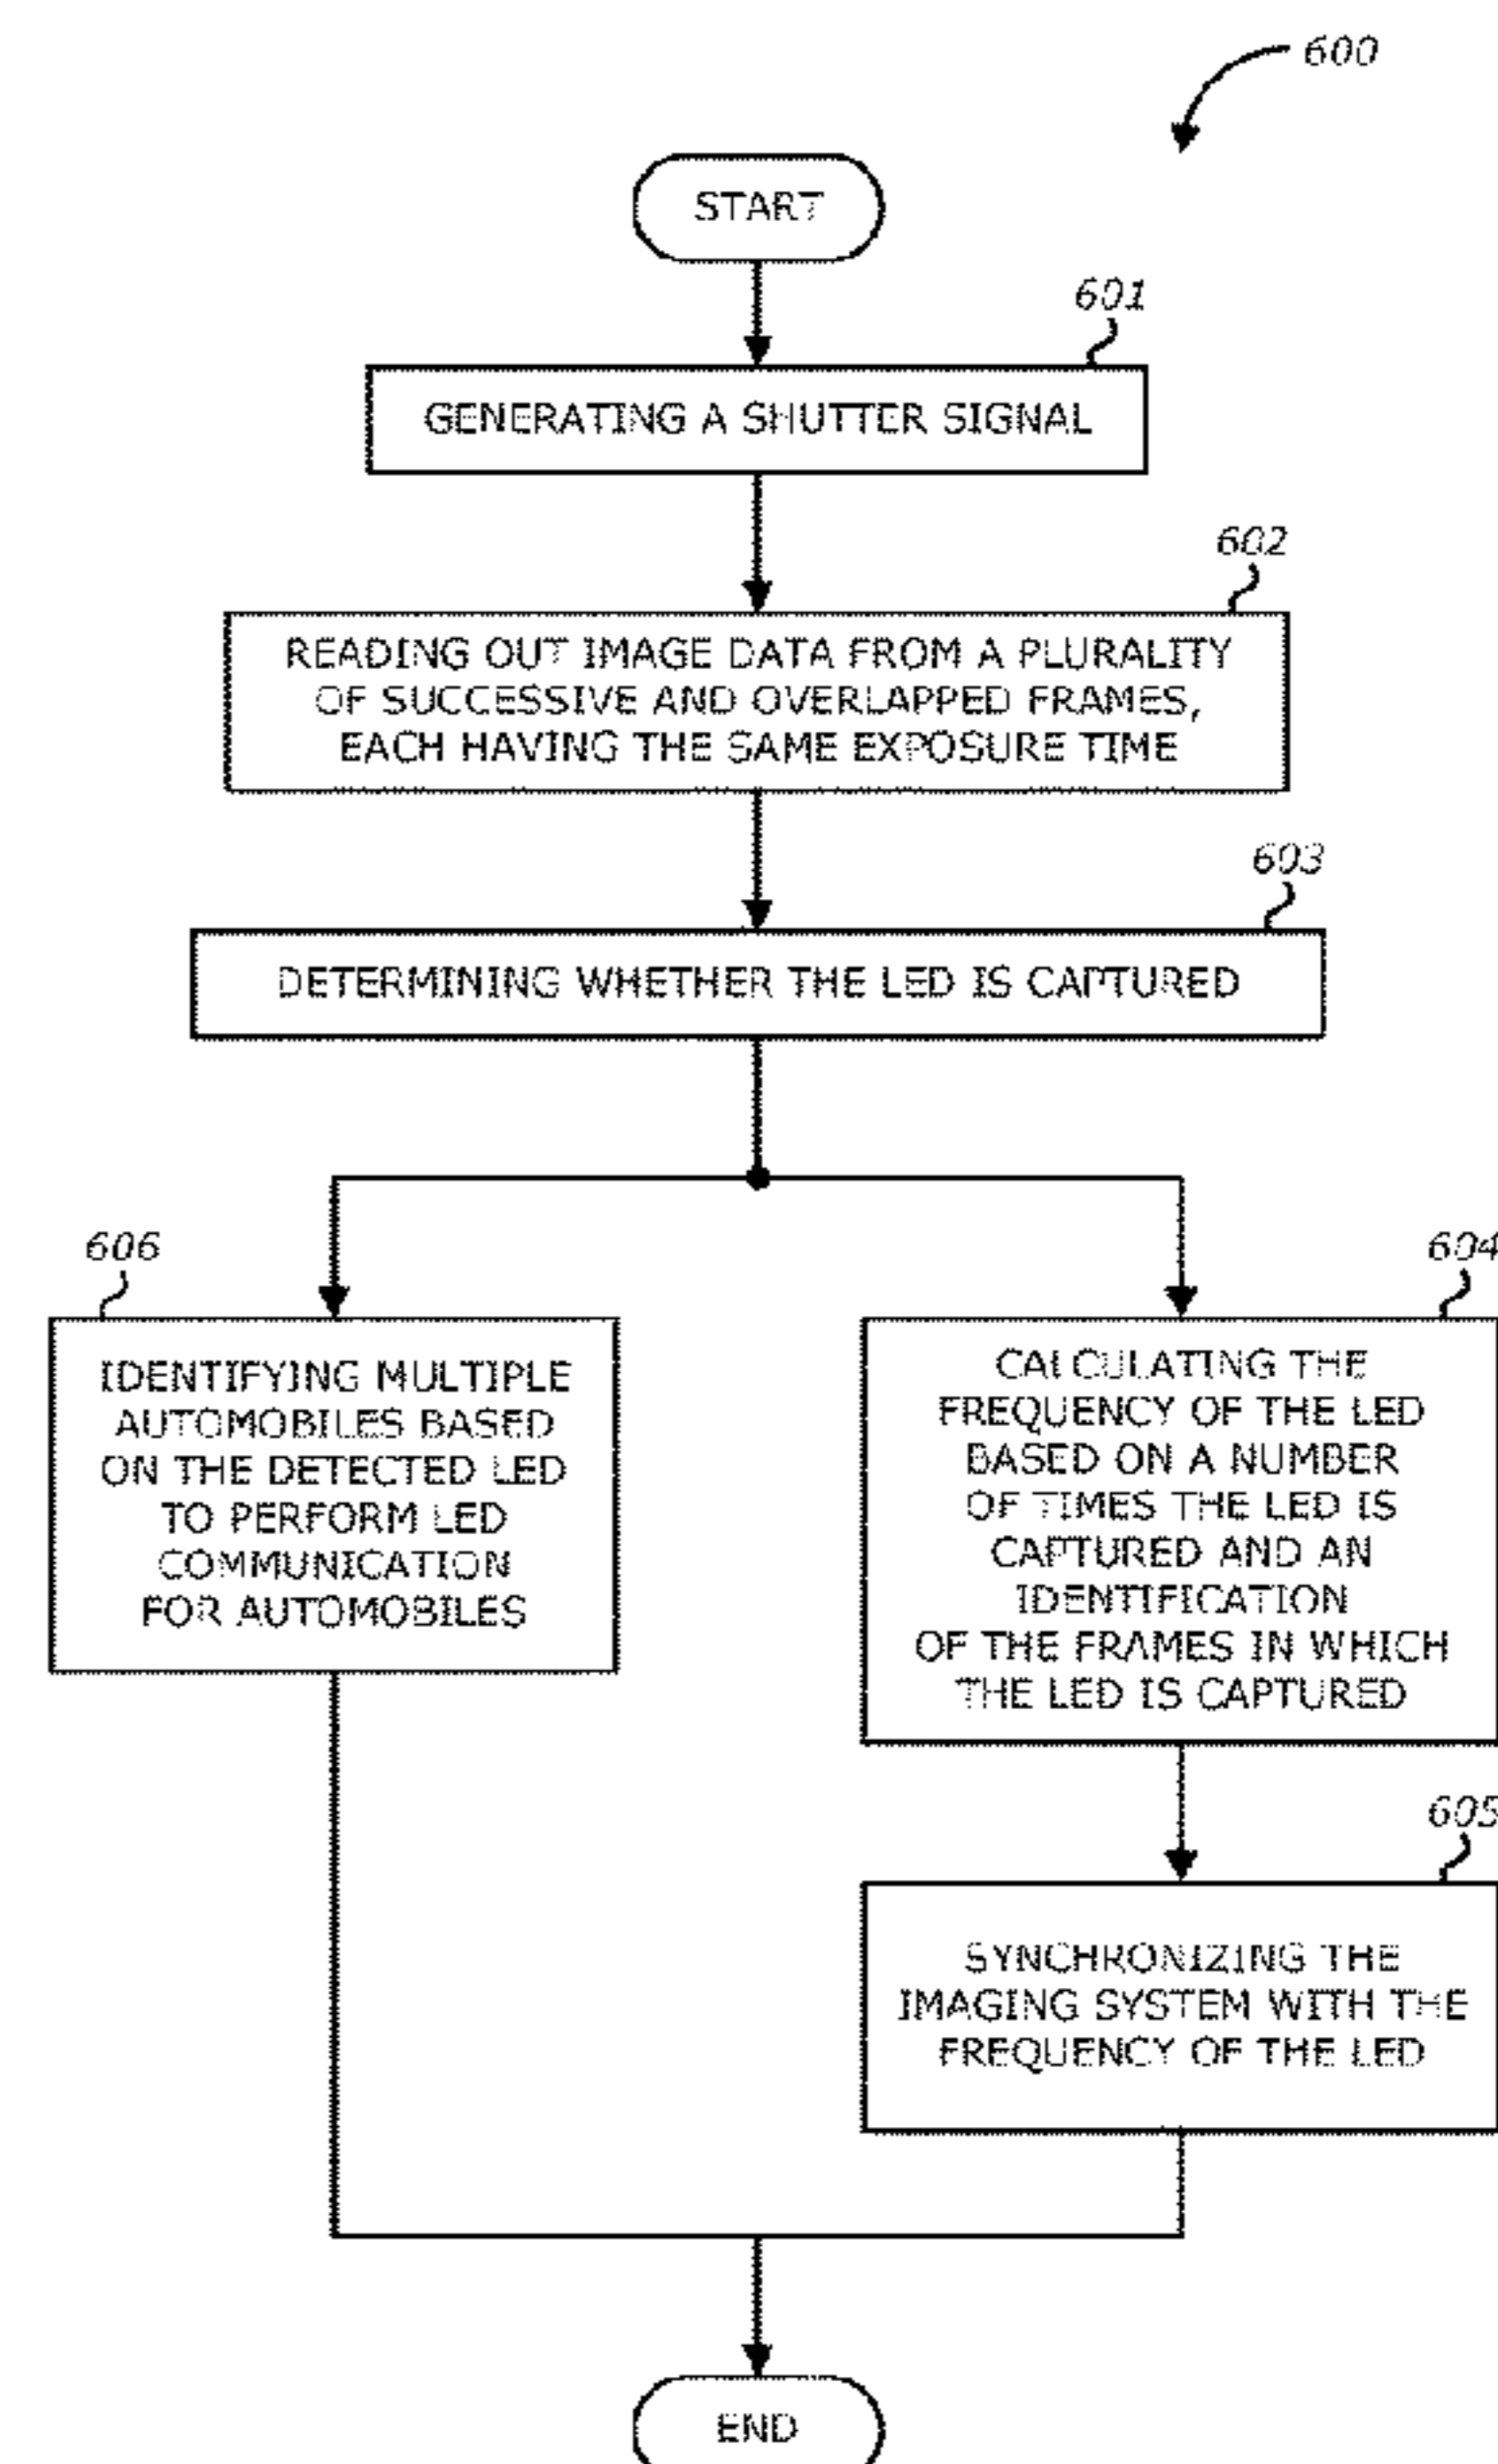 600
START
601
GENERATING A SHUTTER SIGNAL
602
READING OUT IMAGE DATA FROM A PLURALITY
OF SUCCESSIVE AND OVERLAPPED FRAMES,
EACH HAVING THE SAME EXPOSURE TIME
603
DETERMINING WHETHER THE LED IS CAPTURED
606
IDENTIFYING MULTIPLE
AUTOMOBILES BASED
ON THE DETECTED LED
TO PERFORM LED
COMMUNICATION
FOR AUTOMOBILES
604
CALCULATING THE
FREQUENCY OF THE LED
BASED ON A NUMBER
OF TIMES THE LED IS
CAPTURED AND AN
IDENTIFICATION
OF THE FRAMES IN WHICH
THE LED IS CAPTURED
605
SYNCHRONIZING THE
IMAGING SYSTEM WITH THE
FREQUENCY OF THE LED
END